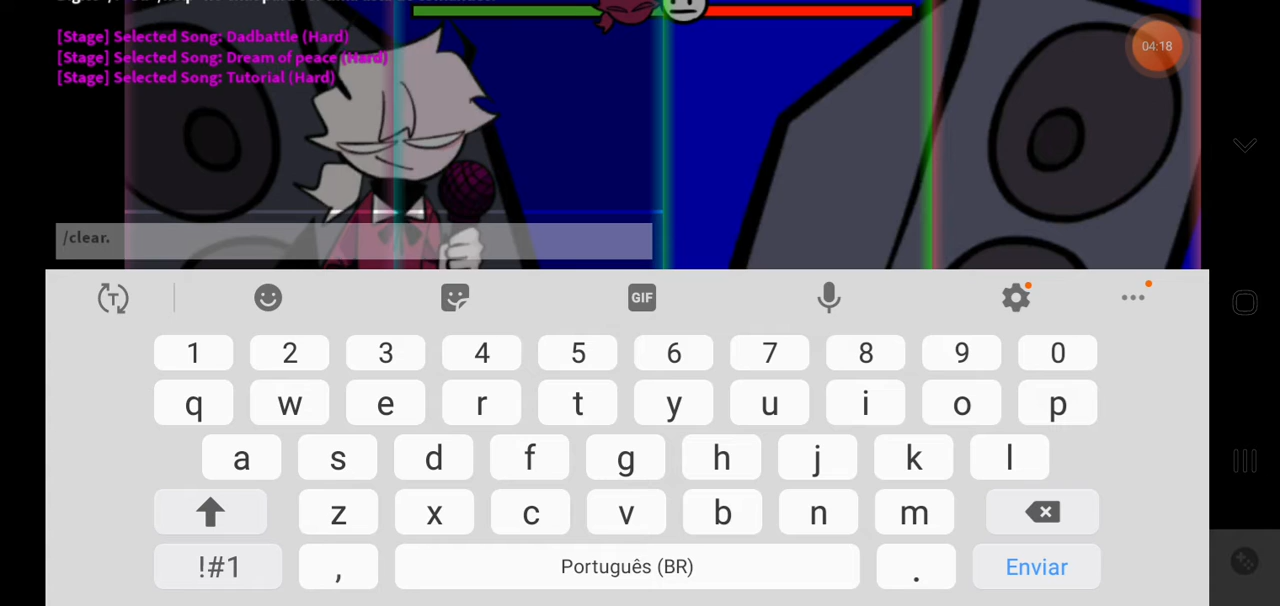 [Stage] Selected Song: Dadbattle (Hard)
[Stage] Selected Song: Dream of peace (Hard)
[Stage] Selected Song: Tutorial (Hard)
04:18
/clear.
T
GIF
1 2 3 4 5 6 7 8 9 0
q w e r t y u i o p
a s d f g h j k l
z x c v b n m
!#1 , Português (BR) . Enviar